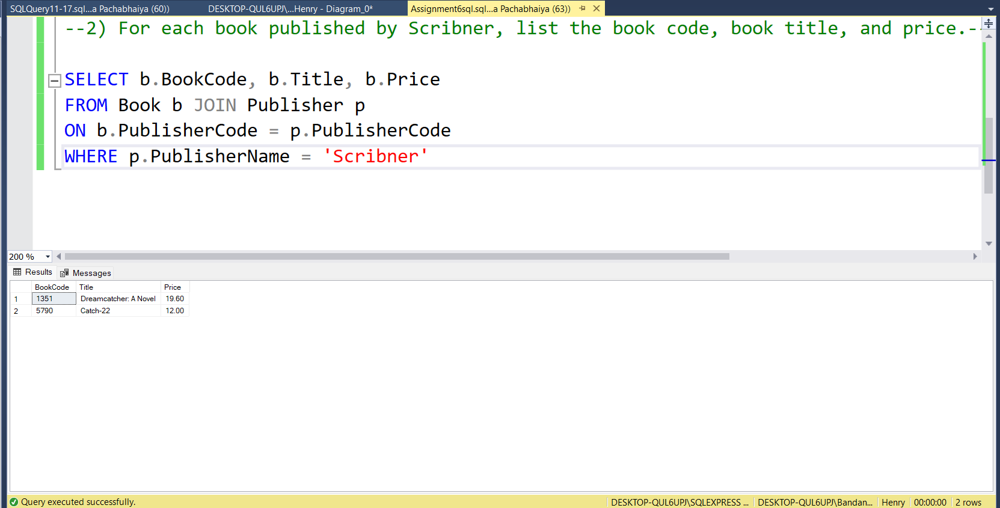 SQLQuery11-17.sql...a Pachabhaiya (60)) DESKTOP-QUL6UPJ\...Henry - Diagram_0* Assignment6sql.sql...a Pachabhaiya (63))
--2) For each book published by Scribner, list the book code, book title, and price.--
SELECT b.BookCode, b.Title, b.Price
FROM Book b JOIN Publisher p
ON b.PublisherCode = p.PublisherCode
WHERE p.PublisherName = 'Scribner'
200 %
Results Messages
BookCode Title Price
1 1351 Dreamcatcher: A Novel 19.60
2 5790 Catch-22 12.00
Query executed successfully. DESKTOP-QUL6UPJ\SQLEXPRESS ... DESKTOP-QUL6UPJ\Bandan... Henry 00:00:00 2 rows